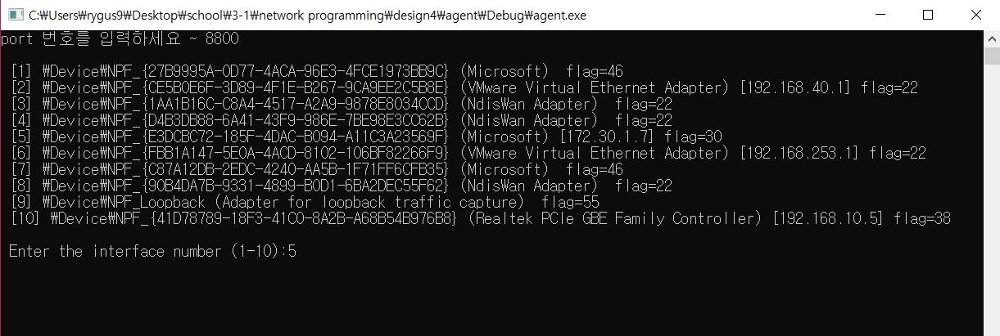 C:₩Users₩rygus9₩Desktop₩school₩3-1₩network programming₩design4₩agent₩Debug₩agent.exe
port 번호를 입력하세요 ~ 8800
[1] ₩Device₩NPF_{27B9995A-0D77-4ACA-96E3-4FCE1973BB9C} (Microsoft)  flag=46
[2] ₩Device₩NPF_{CE5B0E6F-3D89-4F1E-B267-9CA9EE2C5B8E} (VMware Virtual Ethernet Adapter) [192.168.40.1] flag=22
[3] ₩Device₩NPF_{1AA1B16C-C8A4-4517-A2A9-9878E8034CCD} (NdisWan Adapter)  flag=22
[4] ₩Device₩NPF_{D4B3DB88-6A41-43F9-986E-7BE98E3CC62B} (NdisWan Adapter)  flag=22
[5] ₩Device₩NPF_{E3DCBC72-185F-4DAC-B094-A11C3A23569F} (Microsoft) [172.30.1.7] flag=30
[6] ₩Device₩NPF_{FBB1A147-5E0A-4ACD-8102-106BF82266F9} (VMware Virtual Ethernet Adapter) [192.168.253.1] flag=22
[7] ₩Device₩NPF_{C87A12DB-2EDC-4240-AA5B-1F71FF6CFB35} (Microsoft)  flag=46
[8] ₩Device₩NPF_{90B4DA7B-9331-4899-B0D1-6BA2DEC55F62} (NdisWan Adapter)  flag=22
[9] ₩Device₩NPF_Loopback (Adapter for loopback traffic capture)  flag=55
[10] ₩Device₩NPF_{41D78789-18F3-41C0-8A2B-A68B54B976B8} (Realtek PCIe GBE Family Controller) [192.168.10.5] flag=38
Enter the interface number (1-10):5